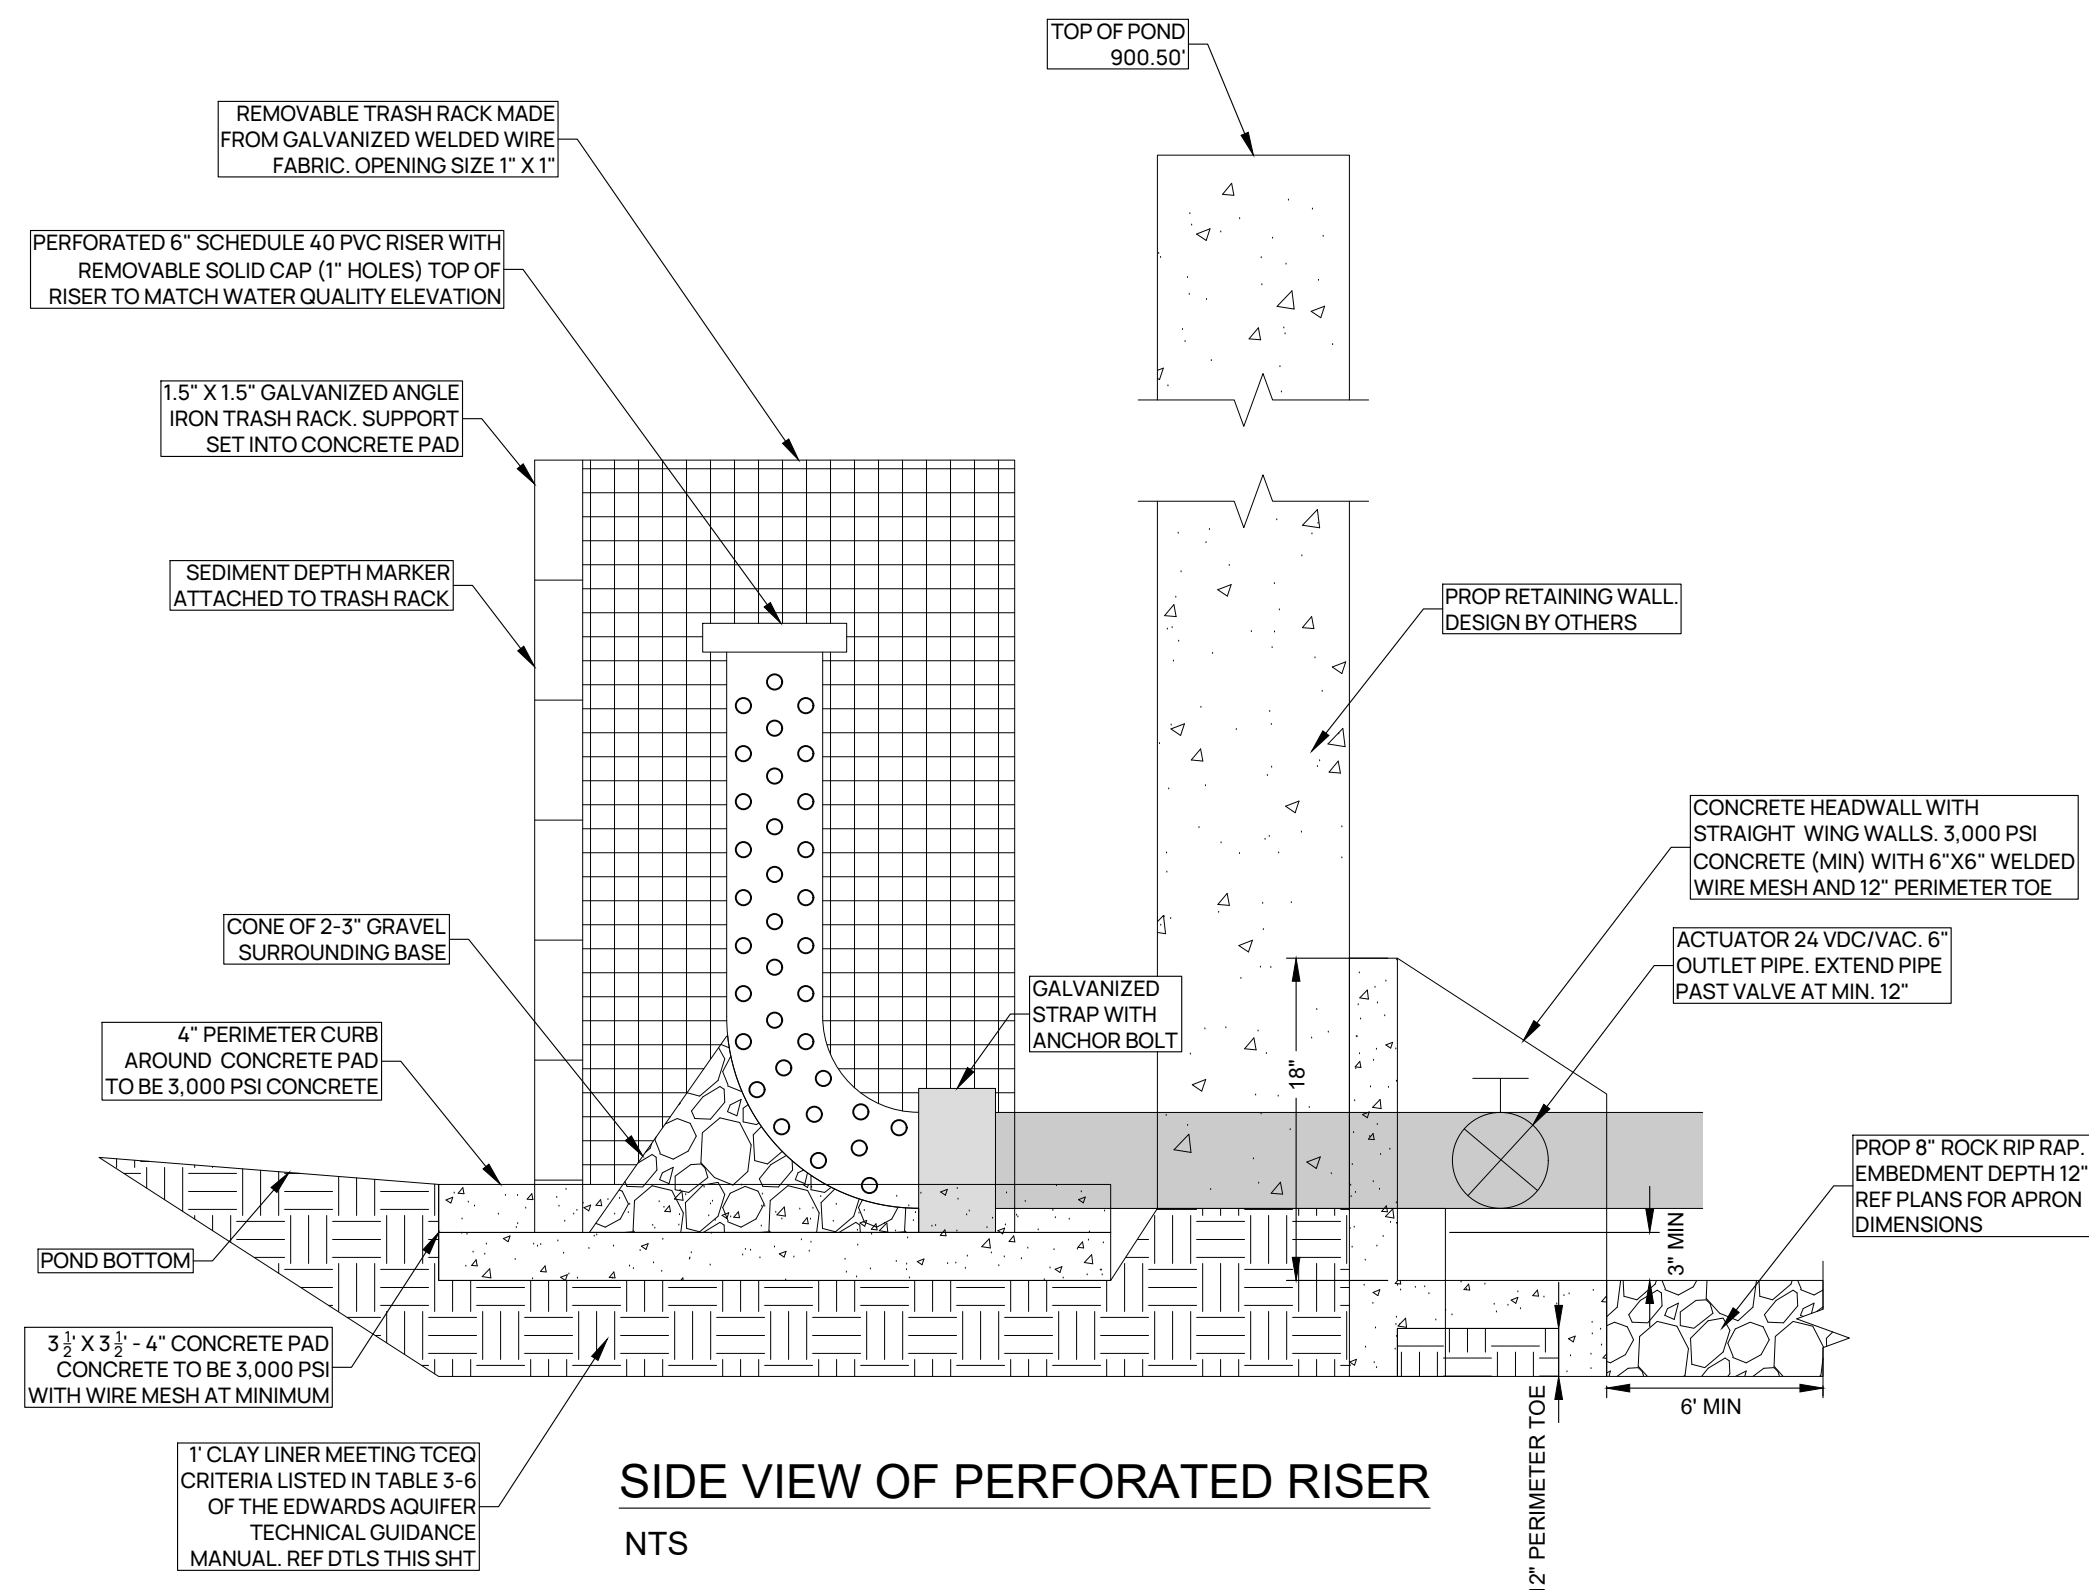 TOP OF POND
900.50'
REMOVABLE TRASH RACK MADE
FROM GALVANIZED WELDED WIRE
FABRIC. OPENING SIZE 1" X 1"
PERFORATED 6" SCHEDULE 40 PVC RISER WITH
REMOVABLE SOLID CAP (1" HOLES) TOP OF
RISER TO MATCH WATER QUALITY ELEVATION
1.5" X 1.5" GALVANIZED ANGLE
IRON TRASH RACK. SUPPORT
SET INTO CONCRETE PAD
SEDIMENT DEPTH MARKER
ATTACHED TO TRASH RACK
PROP RETAINING WALL.
DESIGN BY OTHERS
CONCRETE HEADWALL WITH
STRAIGHT WING WALLS. 3,000 PSI
CONCRETE (MIN) WITH 6"X6" WELDED
WIRE MESH AND 12" PERIMETER TOE
CONE OF 2-3" GRAVEL
SURROUNDING BASE
ACTUATOR 24 VDC/VAC. 6"
OUTLET PIPE. EXTEND PIPE
PAST VALVE AT MIN. 12"
GALVANIZED
STRAP WITH
ANCHOR BOLT
4" PERIMETER CURB
AROUND CONCRETE PAD
TO BE 3,000 PSI CONCRETE
18"
PROP 8" ROCK RIP RAP.
EMBEDMENT DEPTH 12"
REF PLANS FOR APRON
DIMENSIONS
POND BOTTOM
3" MIN
3 1/2' X 3 1/2' - 4" CONCRETE PAD
CONCRETE TO BE 3,000 PSI
WITH WIRE MESH AT MINIMUM
6' MIN
12" PERIMETER TOE
1' CLAY LINER MEETING TCEQ
CRITERIA LISTED IN TABLE 3-6
OF THE EDWARDS AQUIFER
TECHNICAL GUIDANCE
MANUAL. REF DTLS THIS SHT
SIDE VIEW OF PERFORATED RISER
NTS